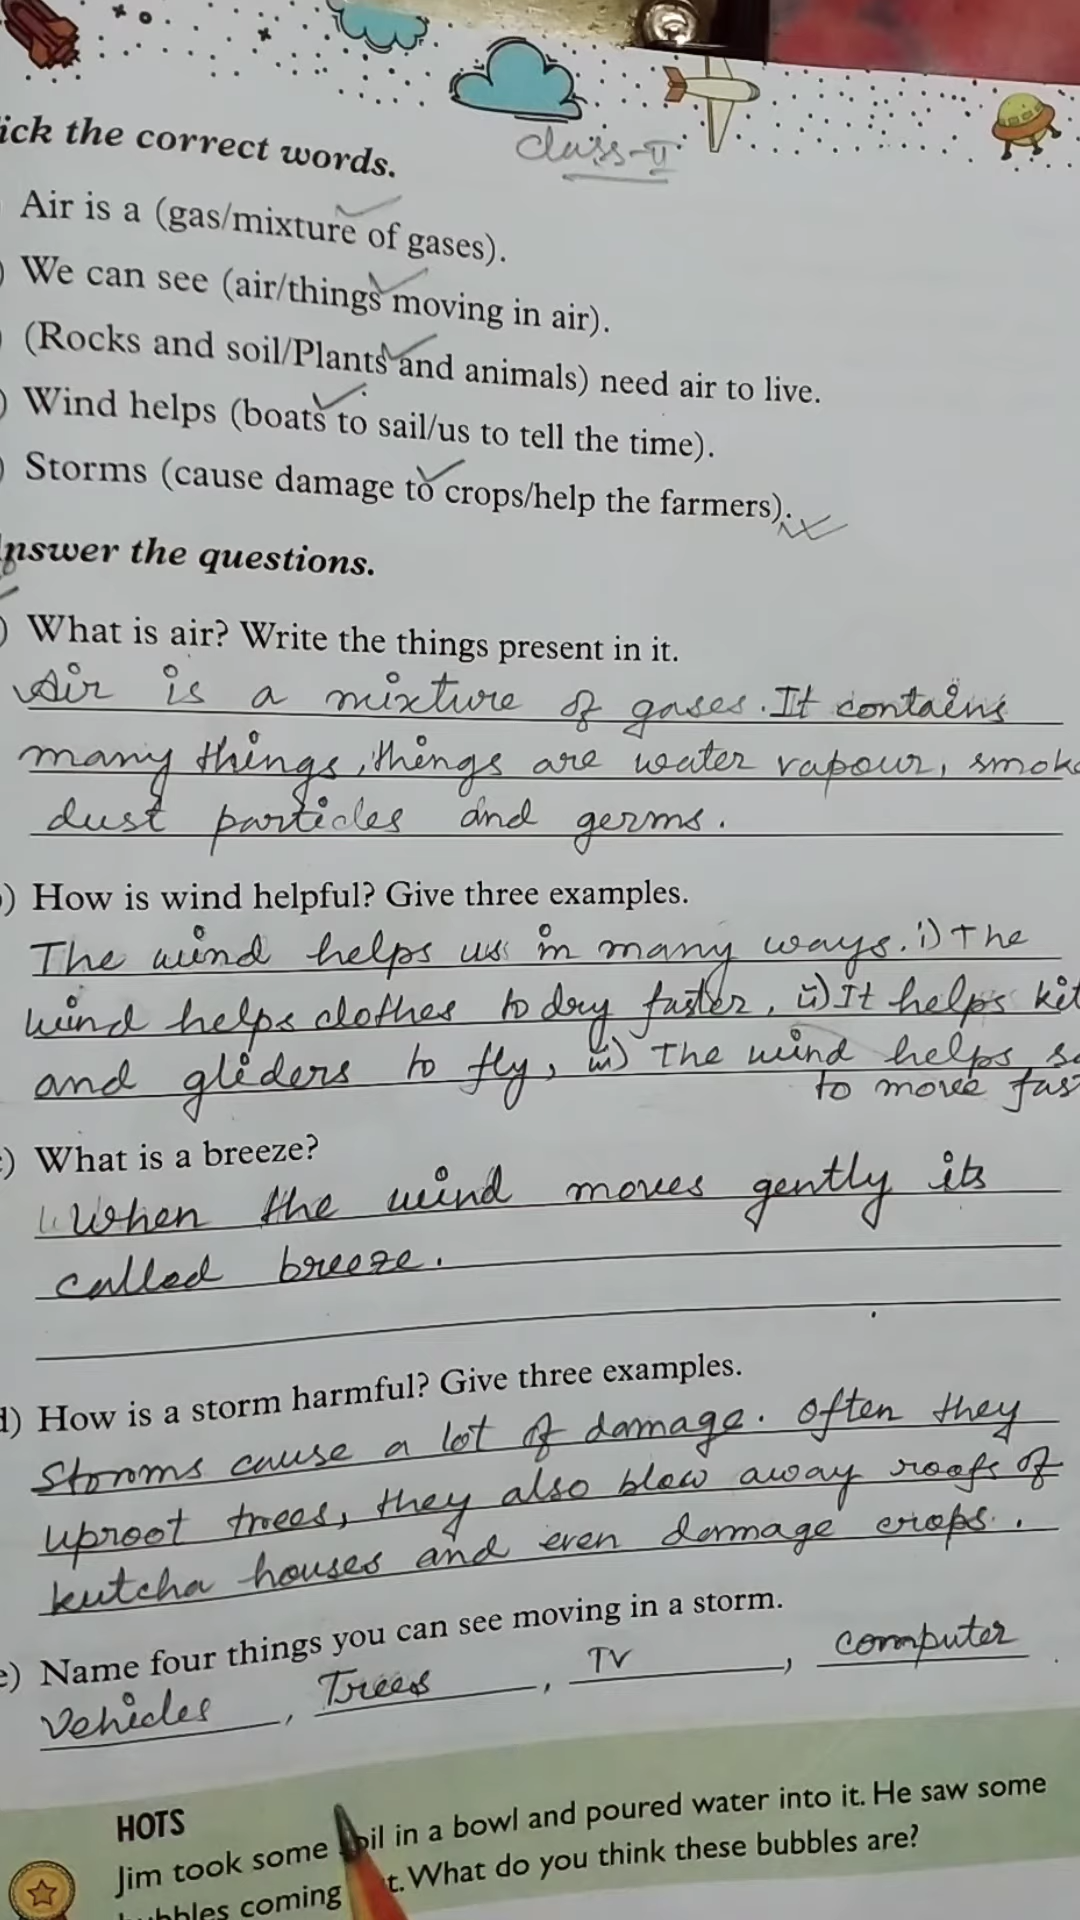 ick the correct words.
Class-II
Air is a (gas/mixture of gases).
) We can see (air/things moving in air).
) (Rocks and soil/Plants and animals) need air to live.
) Wind helps (boats to sail/us to tell the time).
) Storms (cause damage to crops/help the farmers).
nswer the questions.
) What is air? Write the things present in it.
Air is a mixture of gases. It contains
many things, things are water vapour, smoke
dust particles and germs.
) How is wind helpful? Give three examples.
The wind helps us in many ways. i) The
wind helps clothes to dry faster, ii) It helps kit
and gliders to fly, iii) The wind helps sa
to move fast
) What is a breeze?
When the wind moves gently its
called breeze.
d) How is a storm harmful? Give three examples.
Storms cause a lot of damage. Often they
uproot trees, they also blow away roofs of
kutcha houses and even damage crops.
e) Name four things you can see moving in a storm.
Vehicles, Trees, TV, computer.
HOTS
Jim took some oil in a bowl and poured water into it. He saw some
bubbles coming t. What do you think these bubbles are?